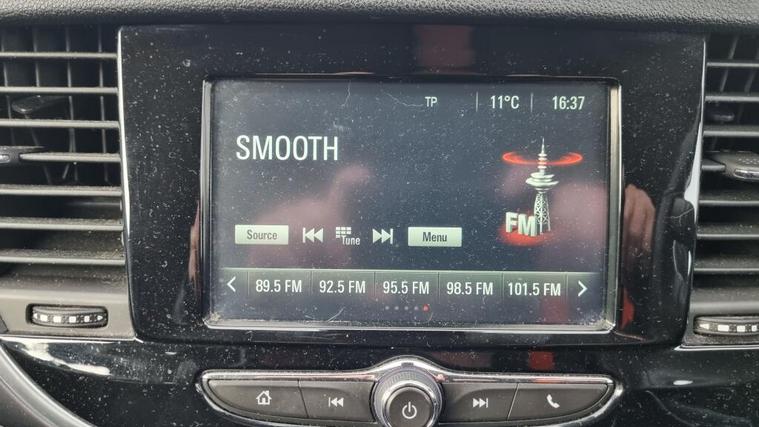 TP 11°C 16:37
SMOOTH
FM
Source Tune Menu
89.5 FM 92.5 FM 95.5 FM 98.5 FM 101.5 FM